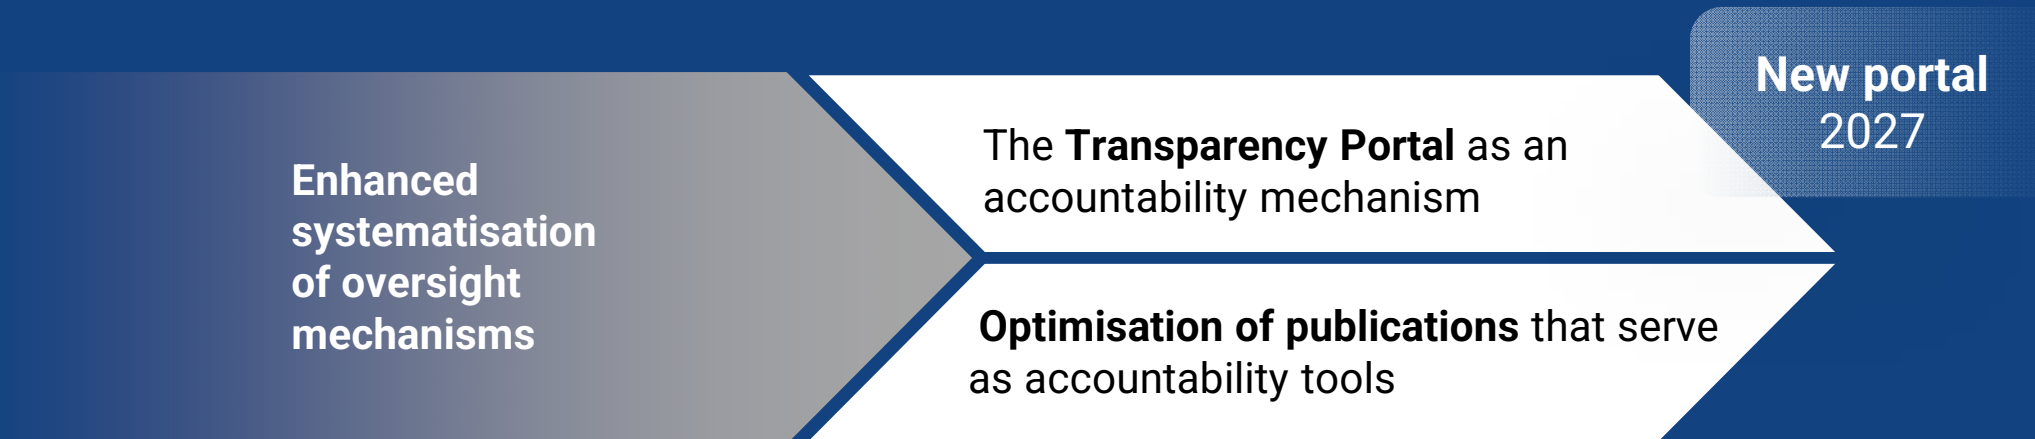 Enhanced
systematisation
of oversight
mechanisms
The Transparency Portal as an
accountability mechanism
Optimisation of publications that serve
as accountability tools
New portal
2027